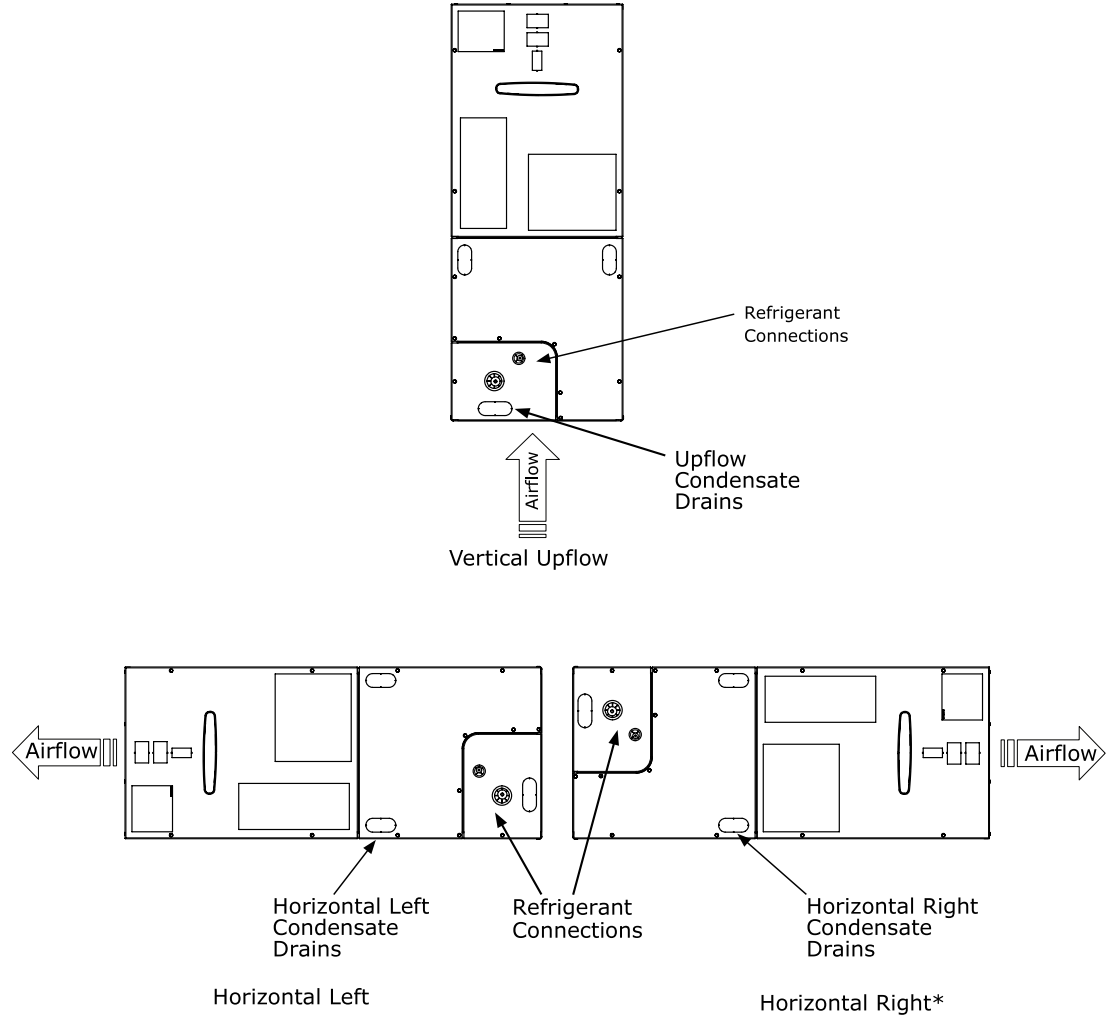 Refrigerant
Connections
Upflow
Condensate
Drains
Airflow
Vertical Upflow
Airflow
Airflow
Horizontal Left
Condensate
Drains
Refrigerant
Connections
Horizontal Right
Condensate
Drains
Horizontal Left
Horizontal Right*